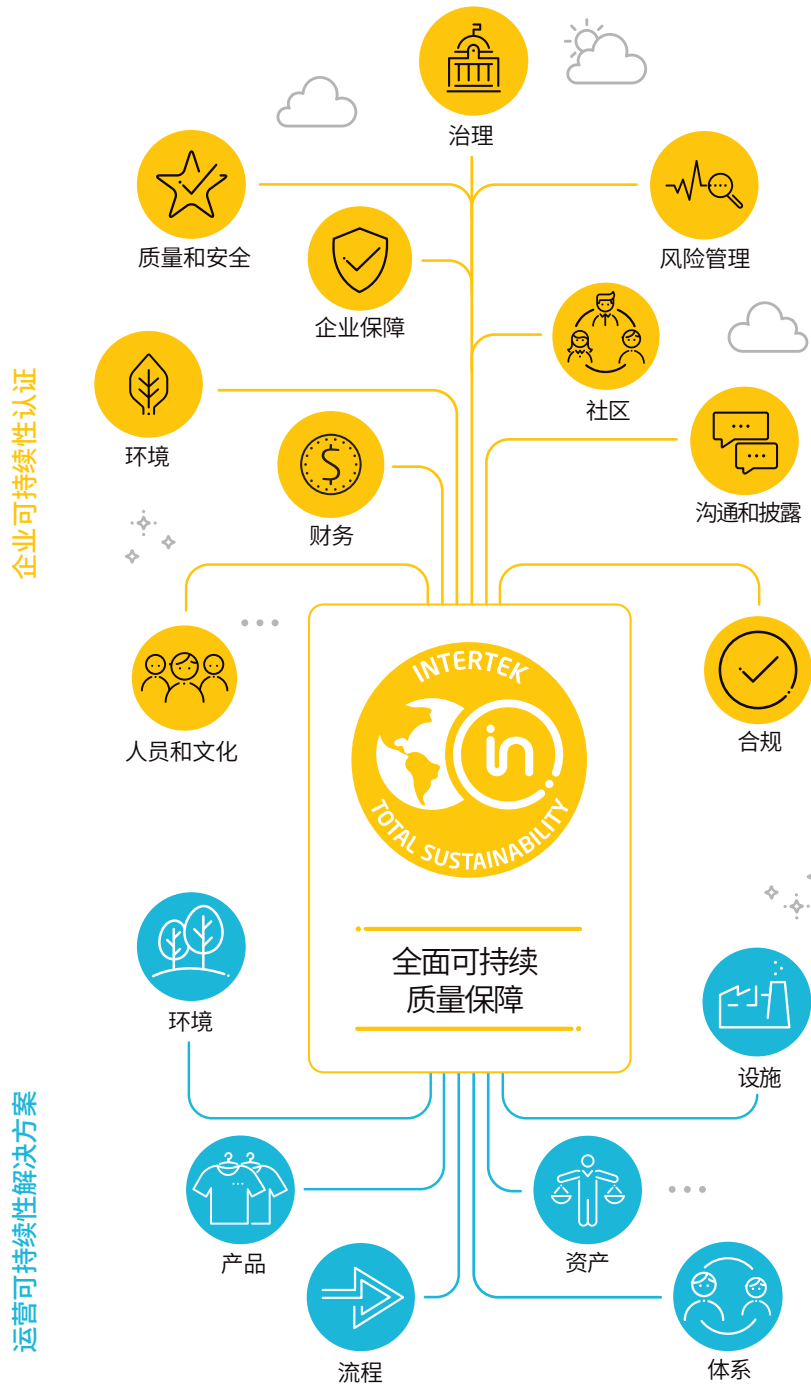 治理
质量和安全
风险管理
企业保障
社区
环境
沟通和披露
财务
企业可持续性认证
人员和文化
合规
INTERTEK
in
TOTAL SUSTAINABILITY
全面可持续
质量保障
环境
设施
运营可持续性解决方案
产品
资产
流程
体系